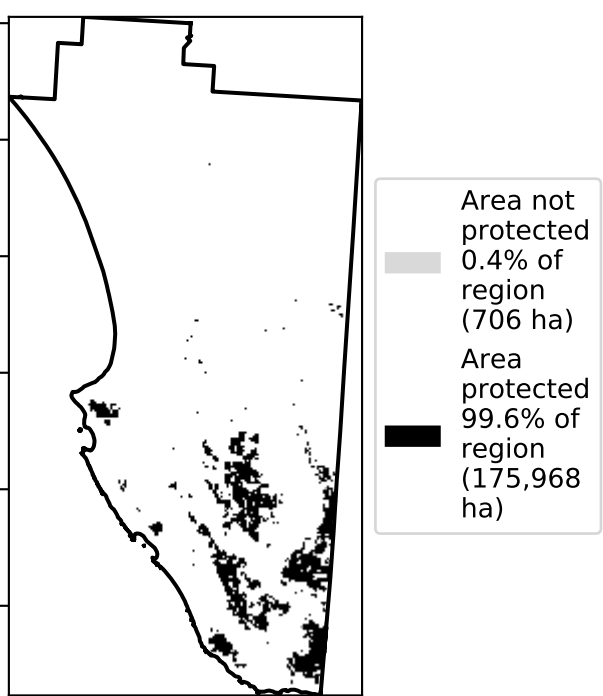 Area not
protected
0.4% of
region
(706 ha)
Area
protected
99.6% of
region
(175,968
ha)